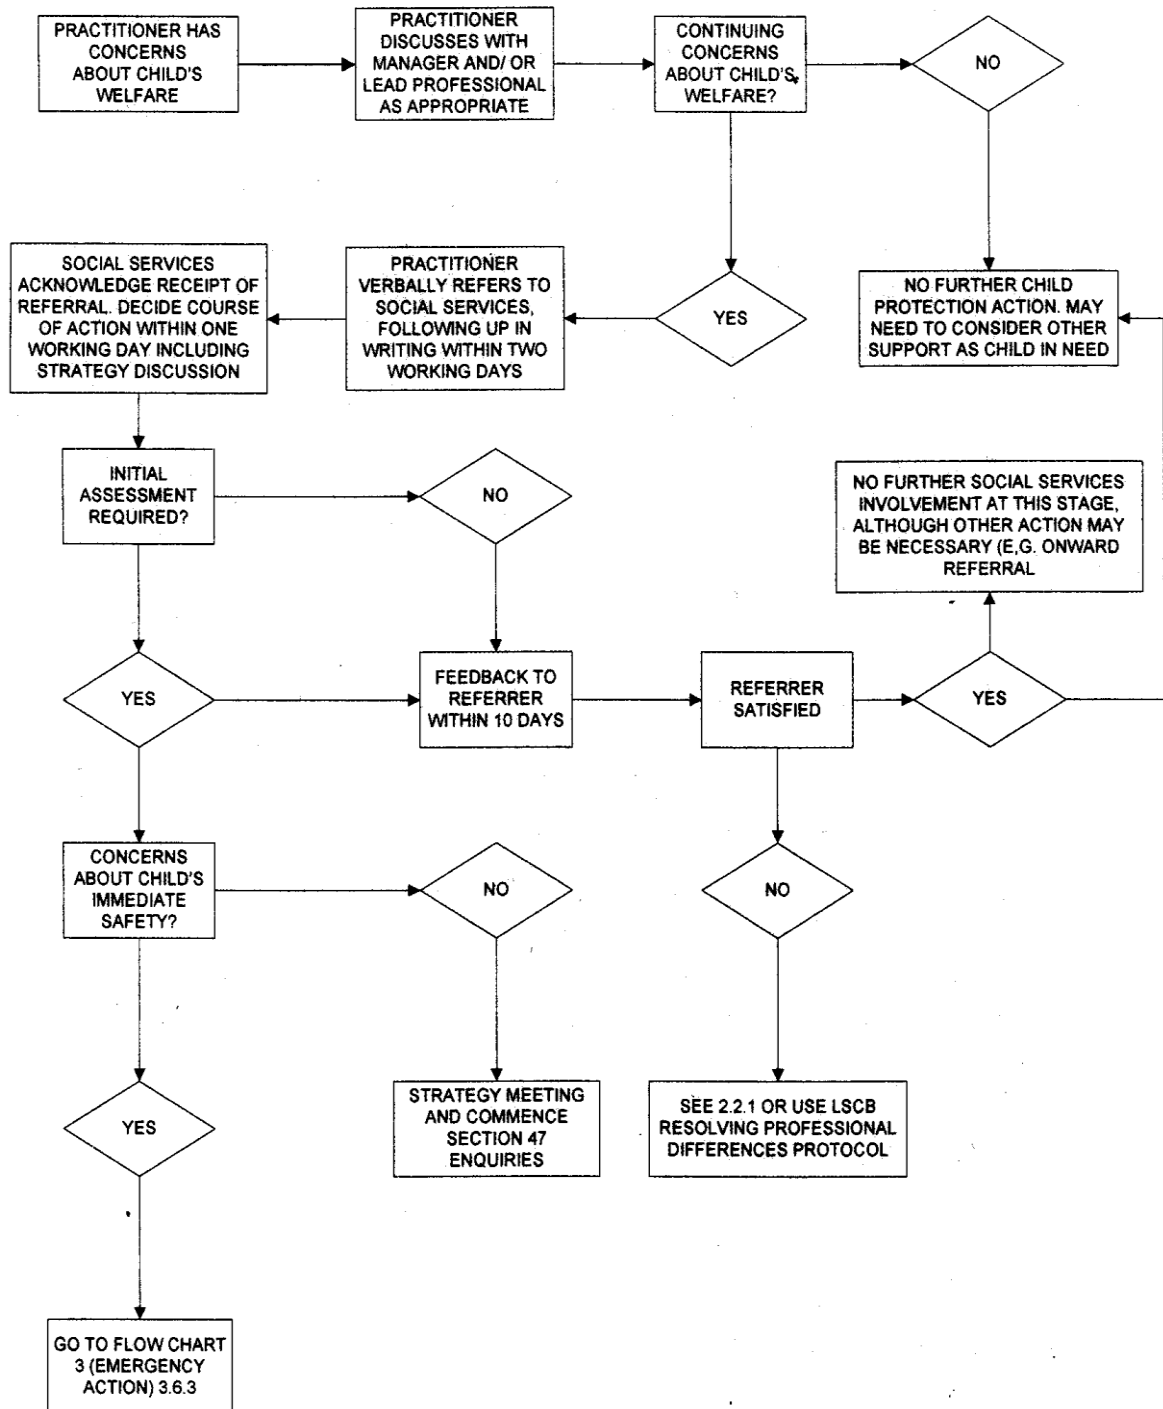 PRACTITIONER HAS
CONCERNS
ABOUT CHILD'S
WELFARE
PRACTITIONER
DISCUSSES WITH
MANAGER AND/ OR
LEAD PROFESSIONAL
AS APPROPRIATE
CONTINUING
CONCERNS
ABOUT CHILD'S
WELFARE?
NO
SOCIAL SERVICES
ACKNOWLEDGE RECEIPT OF
REFERRAL. DECIDE COURSE
OF ACTION WITHIN ONE
WORKING DAY INCLUDING
STRATEGY DISCUSSION
PRACTITIONER
VERBALLY REFERS TO
SOCIAL SERVICES,
FOLLOWING UP IN
WRITING WITHIN TWO
WORKING DAYS
YES
NO FURTHER CHILD
PROTECTION ACTION. MAY
NEED TO CONSIDER OTHER
SUPPORT AS CHILD IN NEED
INITIAL
ASSESSMENT
REQUIRED?
NO
NO FURTHER SOCIAL SERVICES
INVOLVEMENT AT THIS STAGE,
ALTHOUGH OTHER ACTION MAY
BE NECESSARY (E,G. ONWARD
REFERRAL
YES
FEEDBACK TO
REFERRER
WITHIN 10 DAYS
REFERRER
SATISFIED
YES
CONCERNS
ABOUT CHILD'S
IMMEDIATE
SAFETY?
NO
NO
YES
STRATEGY MEETING
AND COMMENCE
SECTION 47
ENQUIRIES
SEE 2.2.1 OR USE LSCB
RESOLVING PROFESSIONAL
DIFFERENCES PROTOCOL
GO TO FLOW CHART
3 (EMERGENCY
ACTION) 3.6.3